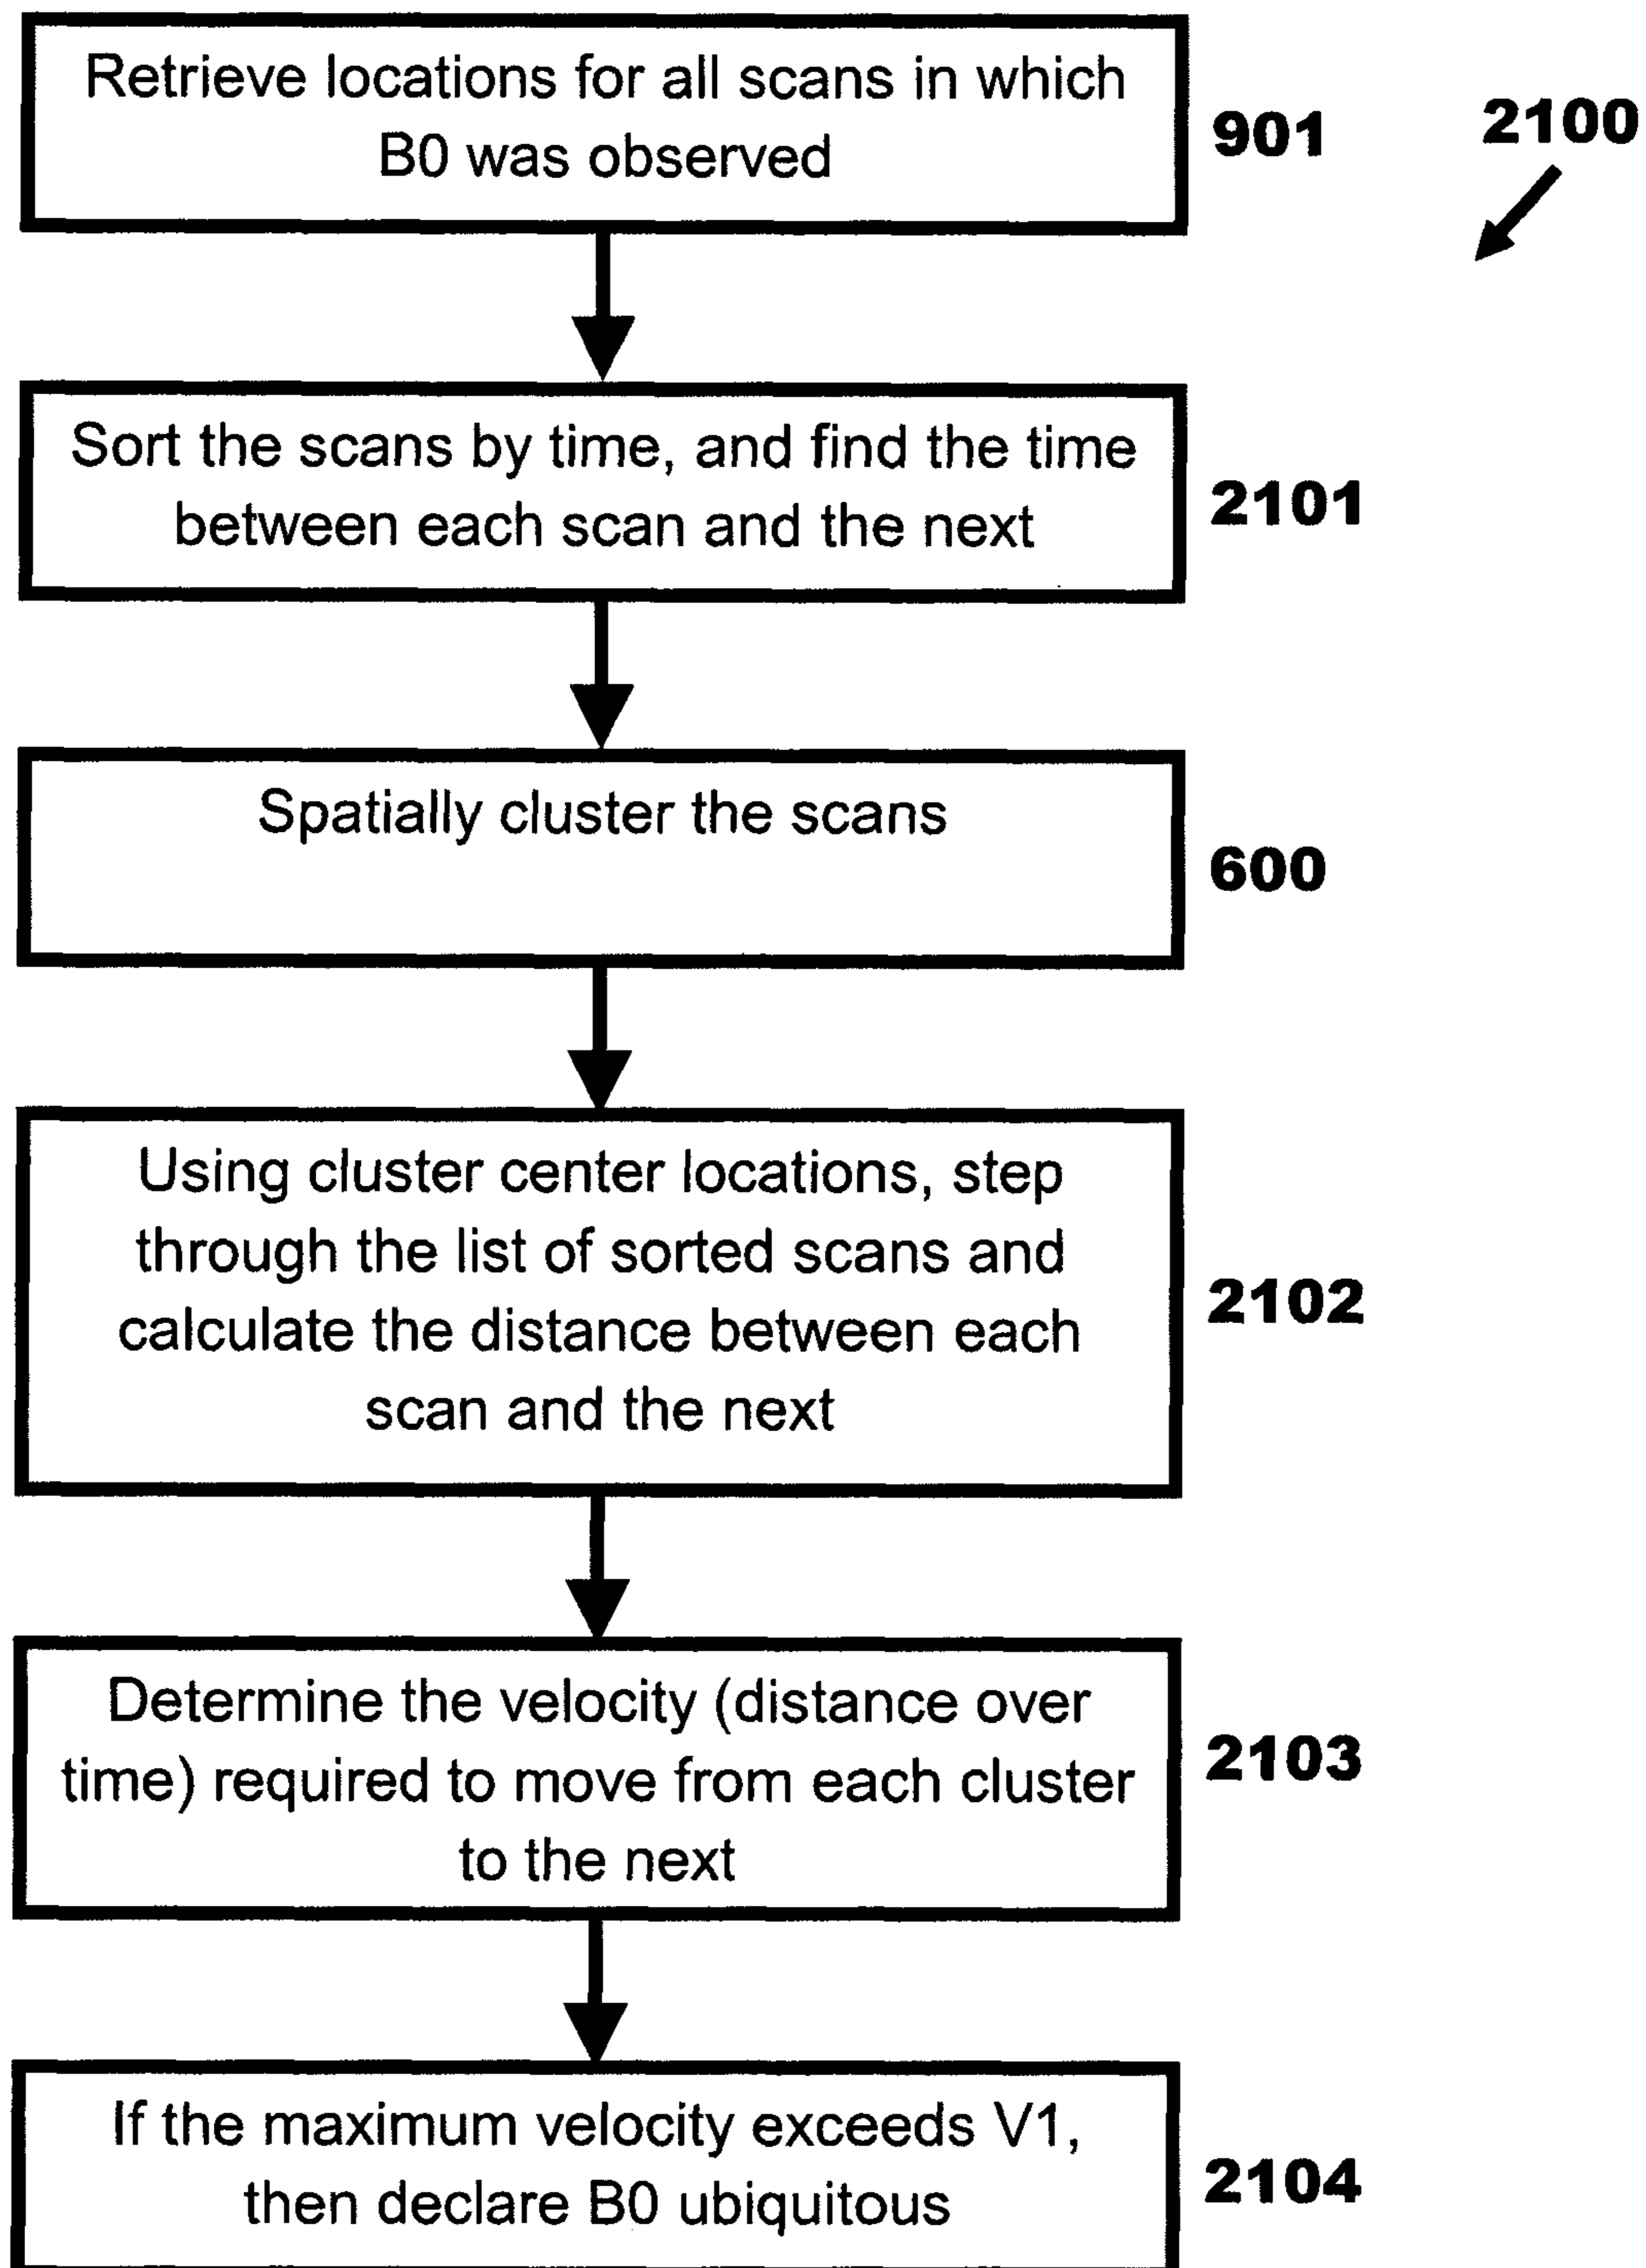 Retrieve locations for all scans in which
B0 was observed
901
2100
Sort the scans by time, and find the time
between each scan and the next
2101
Spatially cluster the scans
600
Using cluster center locations, step
through the list of sorted scans and
calculate the distance between each
scan and the next
2102
Determine the velocity (distance over
time) required to move from each cluster
to the next
2103
If the maximum velocity exceeds V1,
then declare B0 ubiquitous
2104